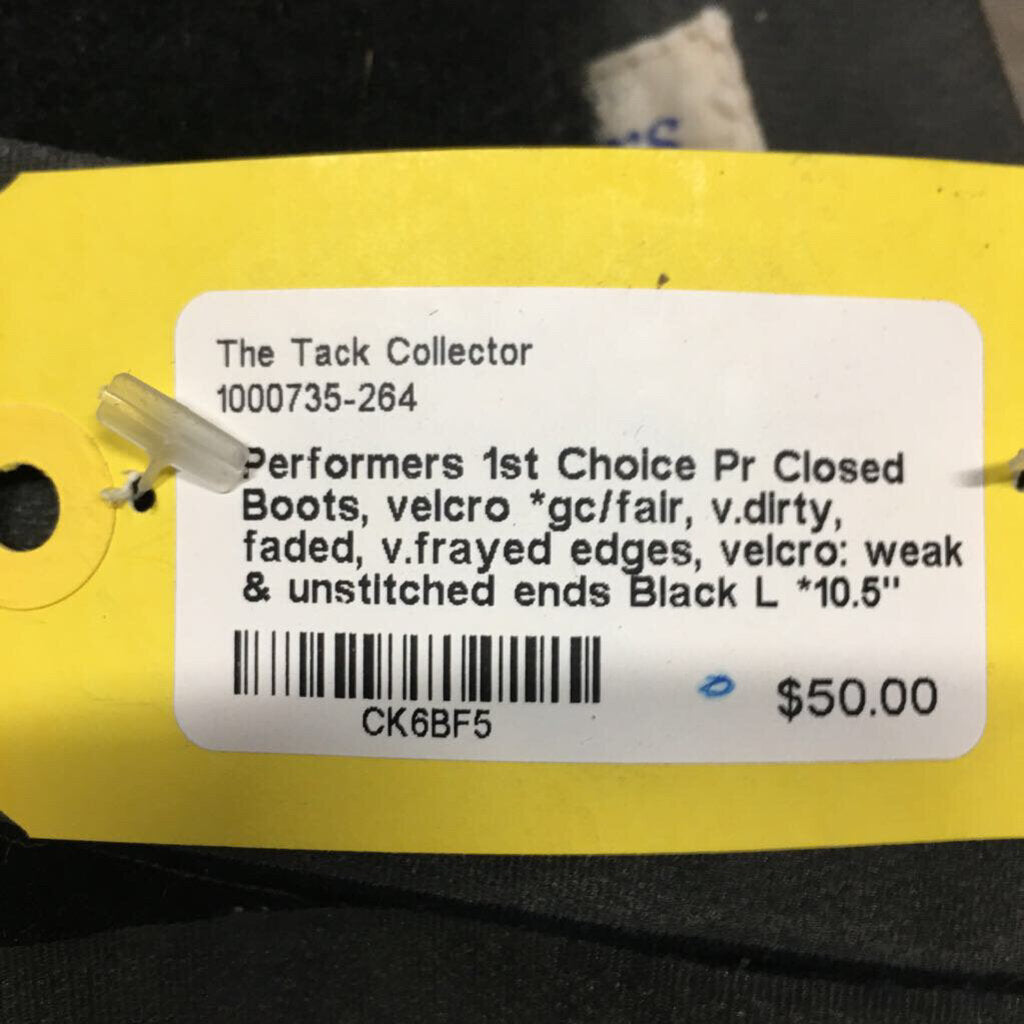 The Tack Collector
1000735-264
Performers 1st Choice Pr Closed
Boots, velcro *gc/fair, v.dirty,
faded, v.frayed edges, velcro: weak
& unstitched ends Black L *10.5"
CK6BF5
$50.00